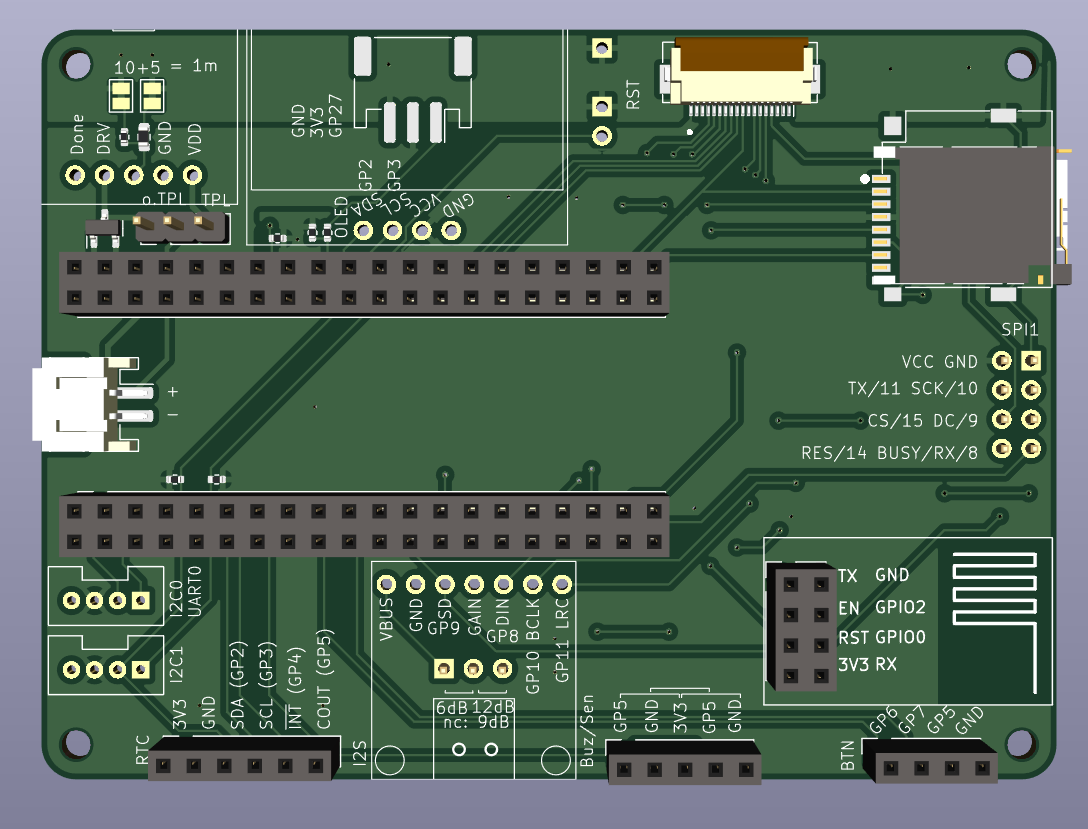 10+5 = 1m
Done
DRV
GND
VDD
o TPL TPL
GND
3V3
GP27
GP2
GP3
OLED
SDA
SCL
VCC
GND
RST
SPI1
VCC GND
TX/11 SCK/10
CS/15 DC/9
RES/14 BUSY/RX/8
+
−
I2C0
UART0
I2C1
RTC
3V3
GND
SDA (GP2)
SCL (GP3)
INT (GP4)
COUT (GP5)
I2S
VBUS
GND
SD
GAIN
DIN
BCLK
LRC
GP9
GP8
GP10
GP11
6dB 12dB
nc: 9dB
Buz/Sen
GP5
GND
3V3
GP5
GND
TX GND
EN GPIO2
RST GPIO0
3V3 RX
BTN
GP6
GP7
GP5
GND